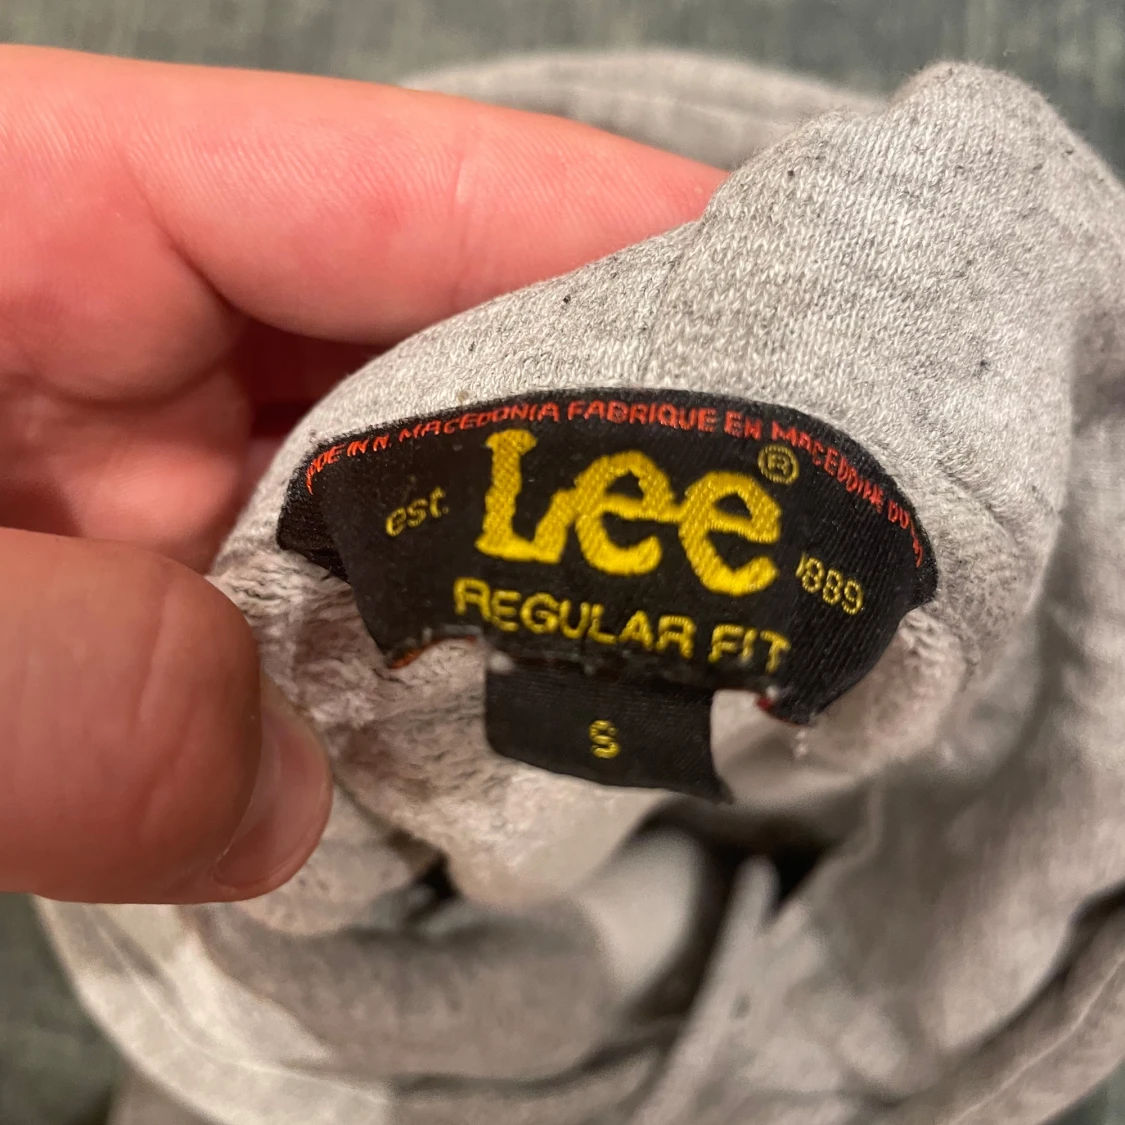 MADE IN N. MACEDONIA FABRIQUE EN MACEDOINE DU
Lee®
est. 1889
REGULAR FIT
S